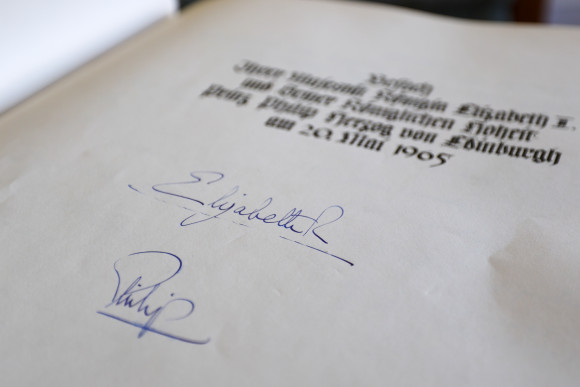 Besuch
Ihrer Majestät Königin Elizabeth II.
und Seiner Königlichen Hoheit
Prinz Philip Herzog von Edinburgh
am 20. Mai 1965
Elizabeth R
Philip